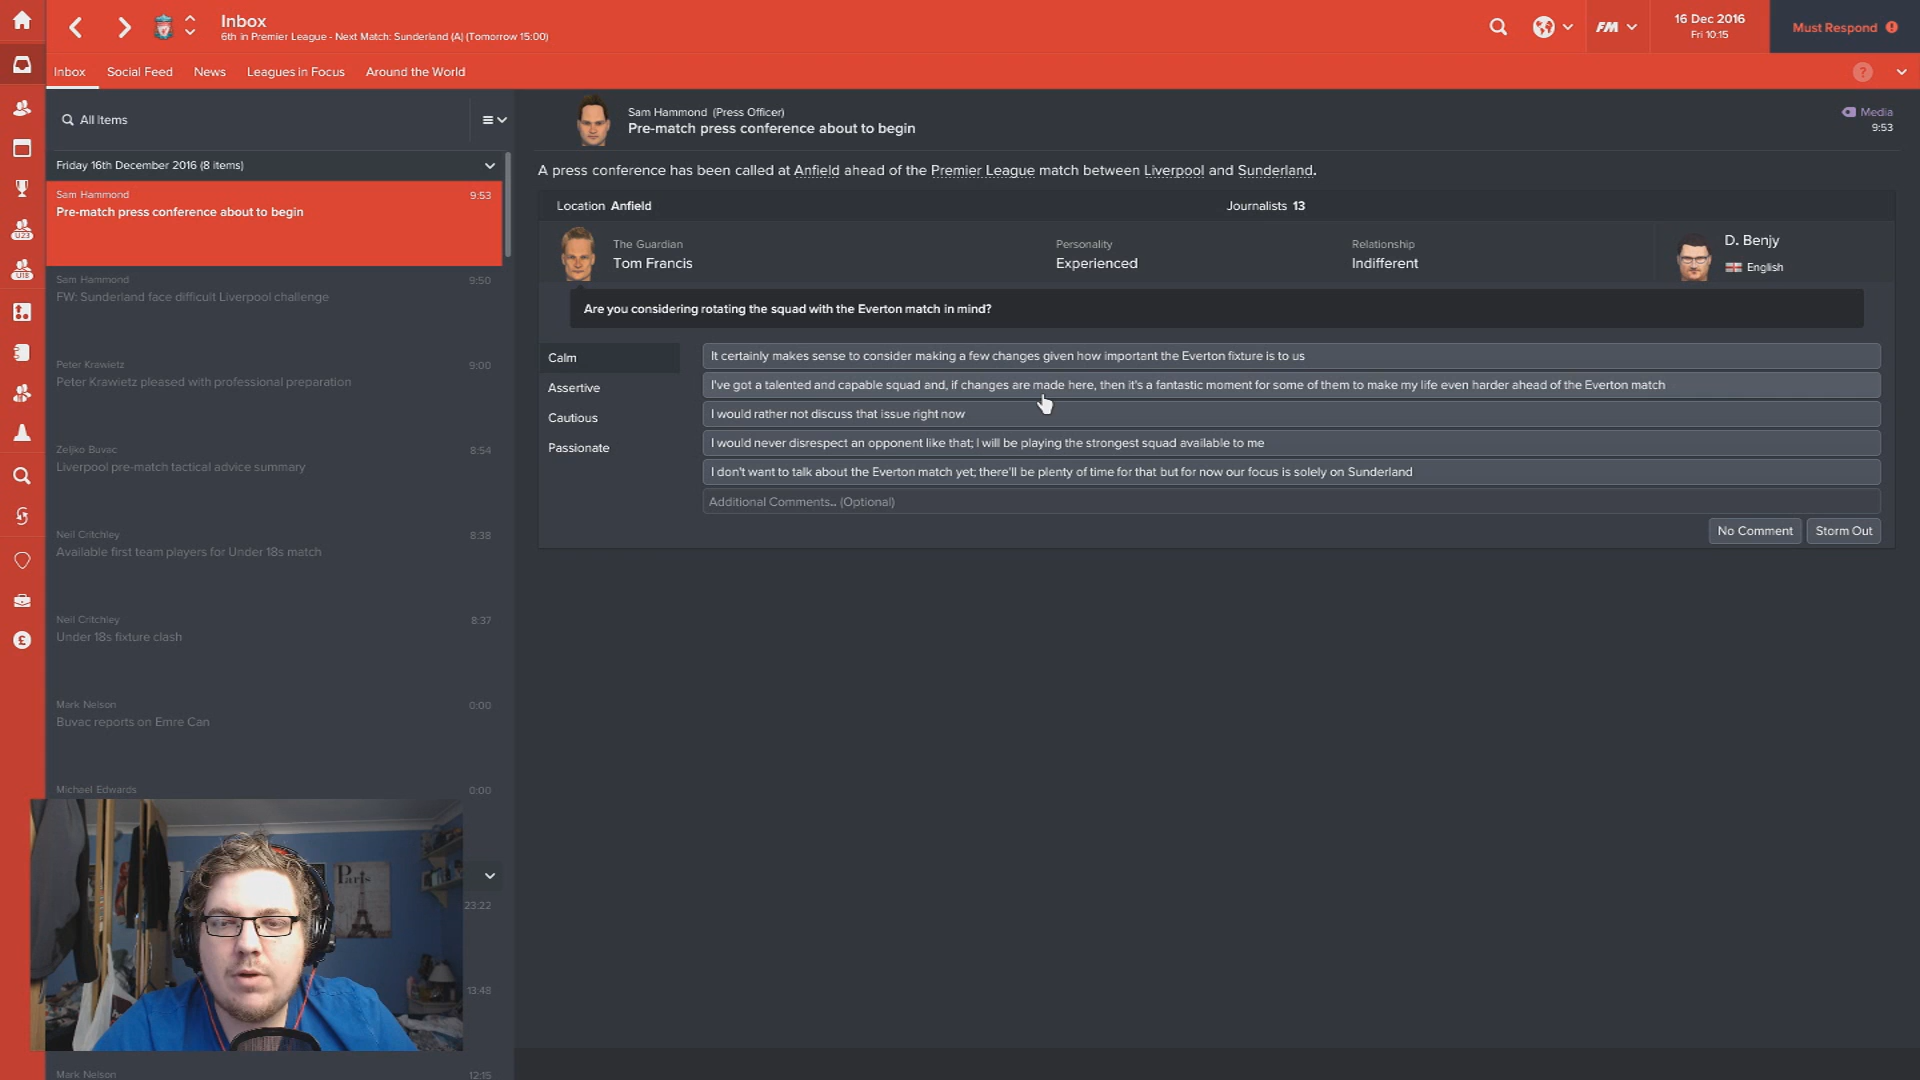 Inbox
6th in Premier League - Next Match: Sunderland (A) (Tomorrow 15:00)
FM
16 Dec 2016
Fri 10:15
Must Respond
Inbox
Social Feed
News
Leagues in Focus
Around the World
?
All Items
Friday 16th December 2016 (8 items)
Sam Hammond
9:53
Pre-match press conference about to begin
Sam Hammond
9:50
FW: Sunderland face difficult Liverpool challenge
Peter Krawietz
9:00
Peter Krawietz pleased with professional preparation
Zeljko Buvac
8:54
Liverpool pre-match tactical advice summary
Neil Critchley
8:38
Available first team players for Under 18s match
Neil Critchley
8:37
Under 18s fixture clash
Mark Nelson
0:00
Buvac reports on Emre Can
Michael Edwards
0:00
23:22
13:48
Mark Nelson
12:15
U23
U18
£
Paris
Sam Hammond (Press Officer)
Pre-match press conference about to begin
Media
9:53
A press conference has been called at Anfield ahead of the Premier League match between Liverpool and Sunderland.
Location Anfield
Journalists 13
The Guardian
Tom Francis
Personality
Experienced
Relationship
Indifferent
D. Benjy
English
Are you considering rotating the squad with the Everton match in mind?
Calm
Assertive
Cautious
Passionate
It certainly makes sense to consider making a few changes given how important the Everton fixture is to us
I've got a talented and capable squad and, if changes are made here, then it's a fantastic moment for some of them to make my life even harder ahead of the Everton match
I would rather not discuss that issue right now
I would never disrespect an opponent like that; I will be playing the strongest squad available to me
I don't want to talk about the Everton match yet; there'll be plenty of time for that but for now our focus is solely on Sunderland
Additional Comments.. (Optional)
No Comment
Storm Out